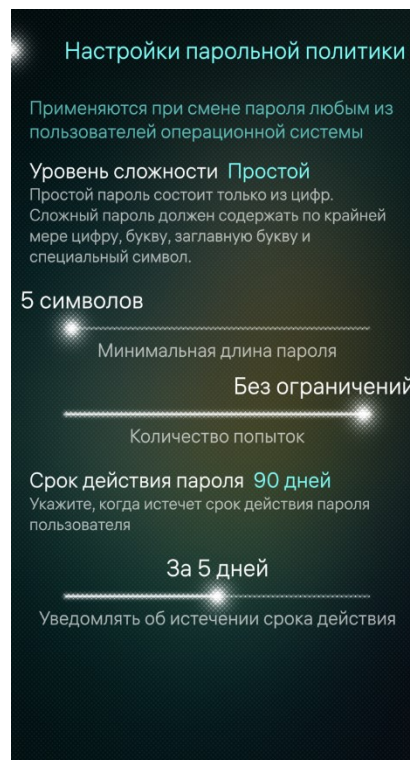 Настройки парольной политики
Применяются при смене пароля любым из
пользователей операционной системы
Уровень сложности Простой
Простой пароль состоит только из цифр.
Сложный пароль должен содержать по крайней
мере цифру, букву, заглавную букву и
специальный символ.
5 символов
Минимальная длина пароля
Без ограничений
Количество попыток
Срок действия пароля 90 дней
Укажите, когда истечет срок действия пароля
пользователя
За 5 дней
Уведомлять об истечении срока действия